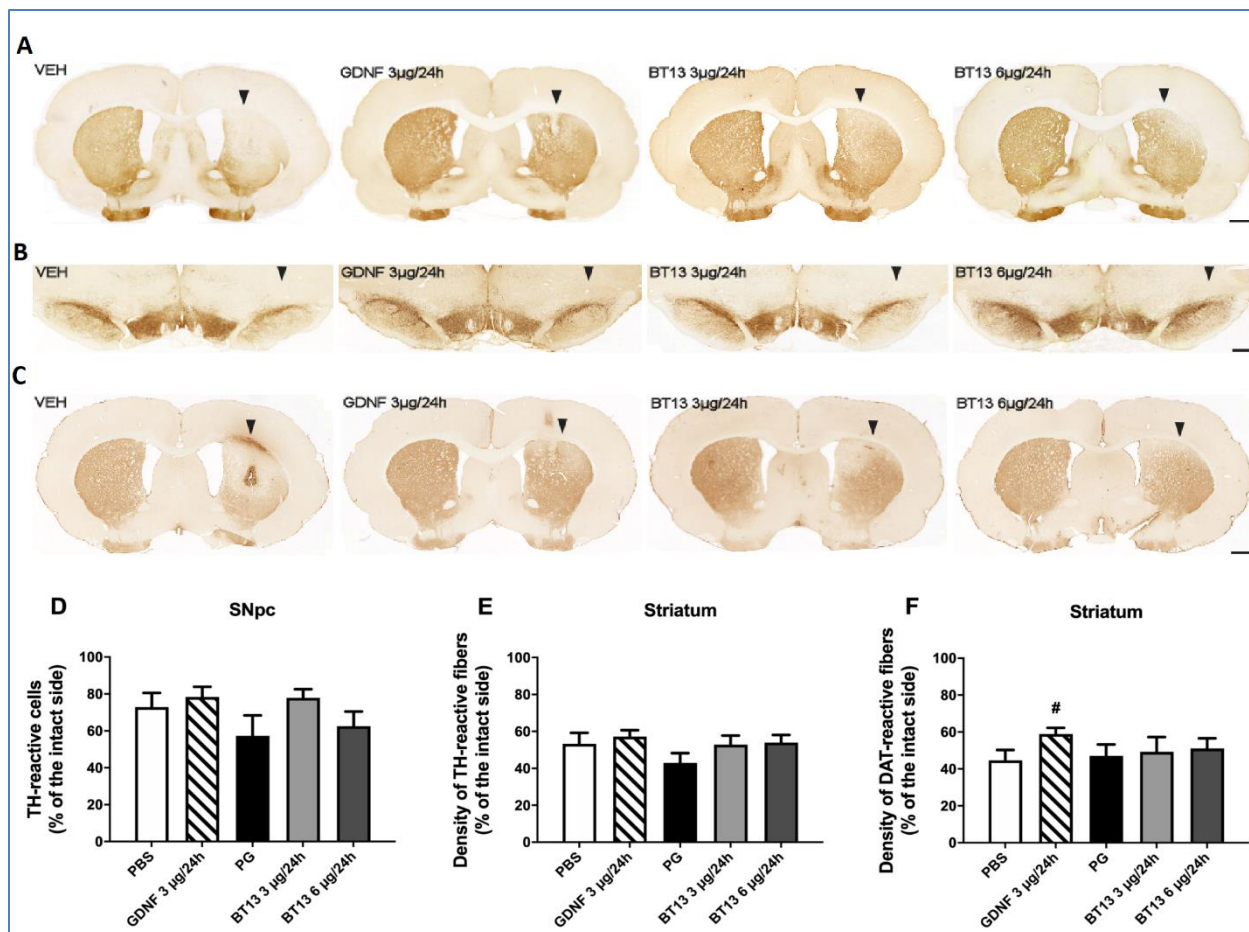 A
VEH
GDNF 3µg/24h
BT13 3µg/24h
BT13 6µg/24h
B
VEH
GDNF 3µg/24h
BT13 3µg/24h
BT13 6µg/24h
C
VEH
GDNF 3µg/24h
BT13 3µg/24h
BT13 6µg/24h
D
SNpc
TH-reactive cells
(% of the intact side)
100
80
60
40
20
0
PBS
GDNF 3 µg/24h
PG
BT13 3 µg/24h
BT13 6 µg/24h
E
Striatum
Density of TH-reactive fibers
(% of the intact side)
100
80
60
40
20
0
PBS
GDNF 3 µg/24h
PG
BT13 3 µg/24h
BT13 6 µg/24h
F
Striatum
Density of DAT-reactive fibers
(% of the intact side)
100
80
60
40
20
0
#
PBS
GDNF 3 µg/24h
PG
BT13 3 µg/24h
BT13 6 µg/24h